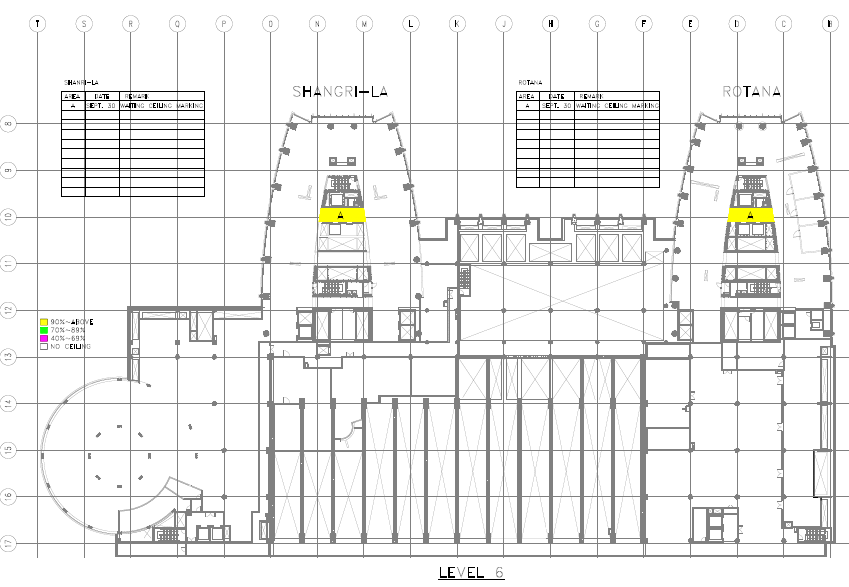 T S R Q P O N M L K J H G F E D C B
SHANGRI-LA
AREA DATE REMARK
A SEPT. 30 WAITING CEILING MARKING
SHANGRI-LA
ROTANA
AREA DATE REMARK
A SEPT. 30 WAITING CEILING MARKING
ROTANA
8
9
10
A
A
11
12
90%~ABOVE
70%~89%
40%~69%
NO CEILING
13
14
15
16
17
LEVEL 6